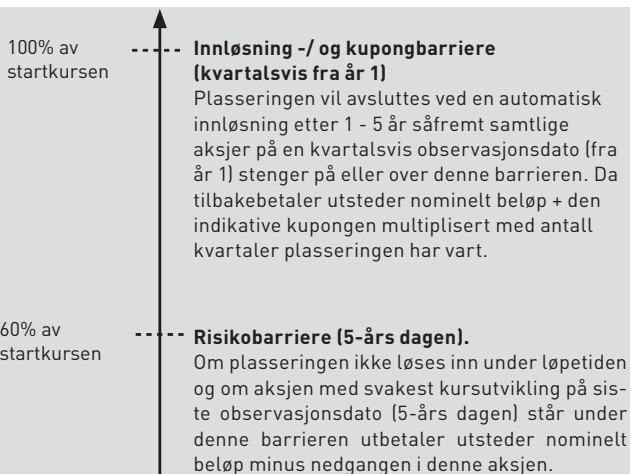 100% av
startkursen
Innløsning -/ og kupongbarriere
(kvartalsvis fra år 1)
Plasseringen vil avsluttes ved en automatisk
innløsning etter 1 - 5 år såfremt samtlige
aksjer på en kvartalsvis observasjonsdato (fra
år 1) stenger på eller over denne barrieren. Da
tilbakebetaler utsteder nominelt beløp + den
indikative kupongen multiplisert med antall
kvartaler plasseringen har vart.
60% av
startkursen
Risikobarriere (5-års dagen).
Om plasseringen ikke løses inn under løpetiden
og om aksjen med svakest kursutvikling på sis-
te observasjonsdato (5-års dagen) står under
denne barrieren utbetaler utsteder nominelt
beløp minus nedgangen i denne aksjen.